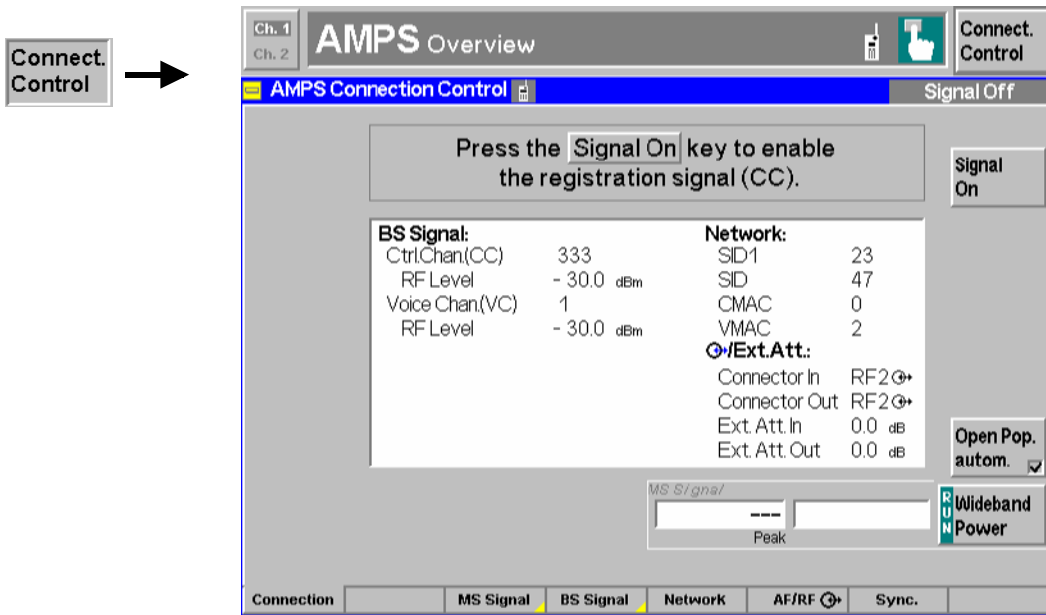 Connect.
Control
Ch. 1
Ch. 2
AMPS Overview
Connect.
Control
AMPS Connection Control
Signal Off
Press the Signal On key to enable
the registration signal (CC).
Signal
On
BS Signal:
Ctrl.Chan.(CC) 333
RF Level - 30.0 dBm
Voice Chan.(VC) 1
RF Level - 30.0 dBm
Network:
SID1 23
SID 47
CMAC 0
VMAC 2
/Ext.Att.:
Connector In RF2
Connector Out RF2
Ext. Att. In 0.0 dB
Ext. Att. Out 0.0 dB
Open Pop.
autom.
MS Signal
---
Peak
RUN
Wideband
Power
Connection
MS Signal
BS Signal
Network
AF/RF
Sync.